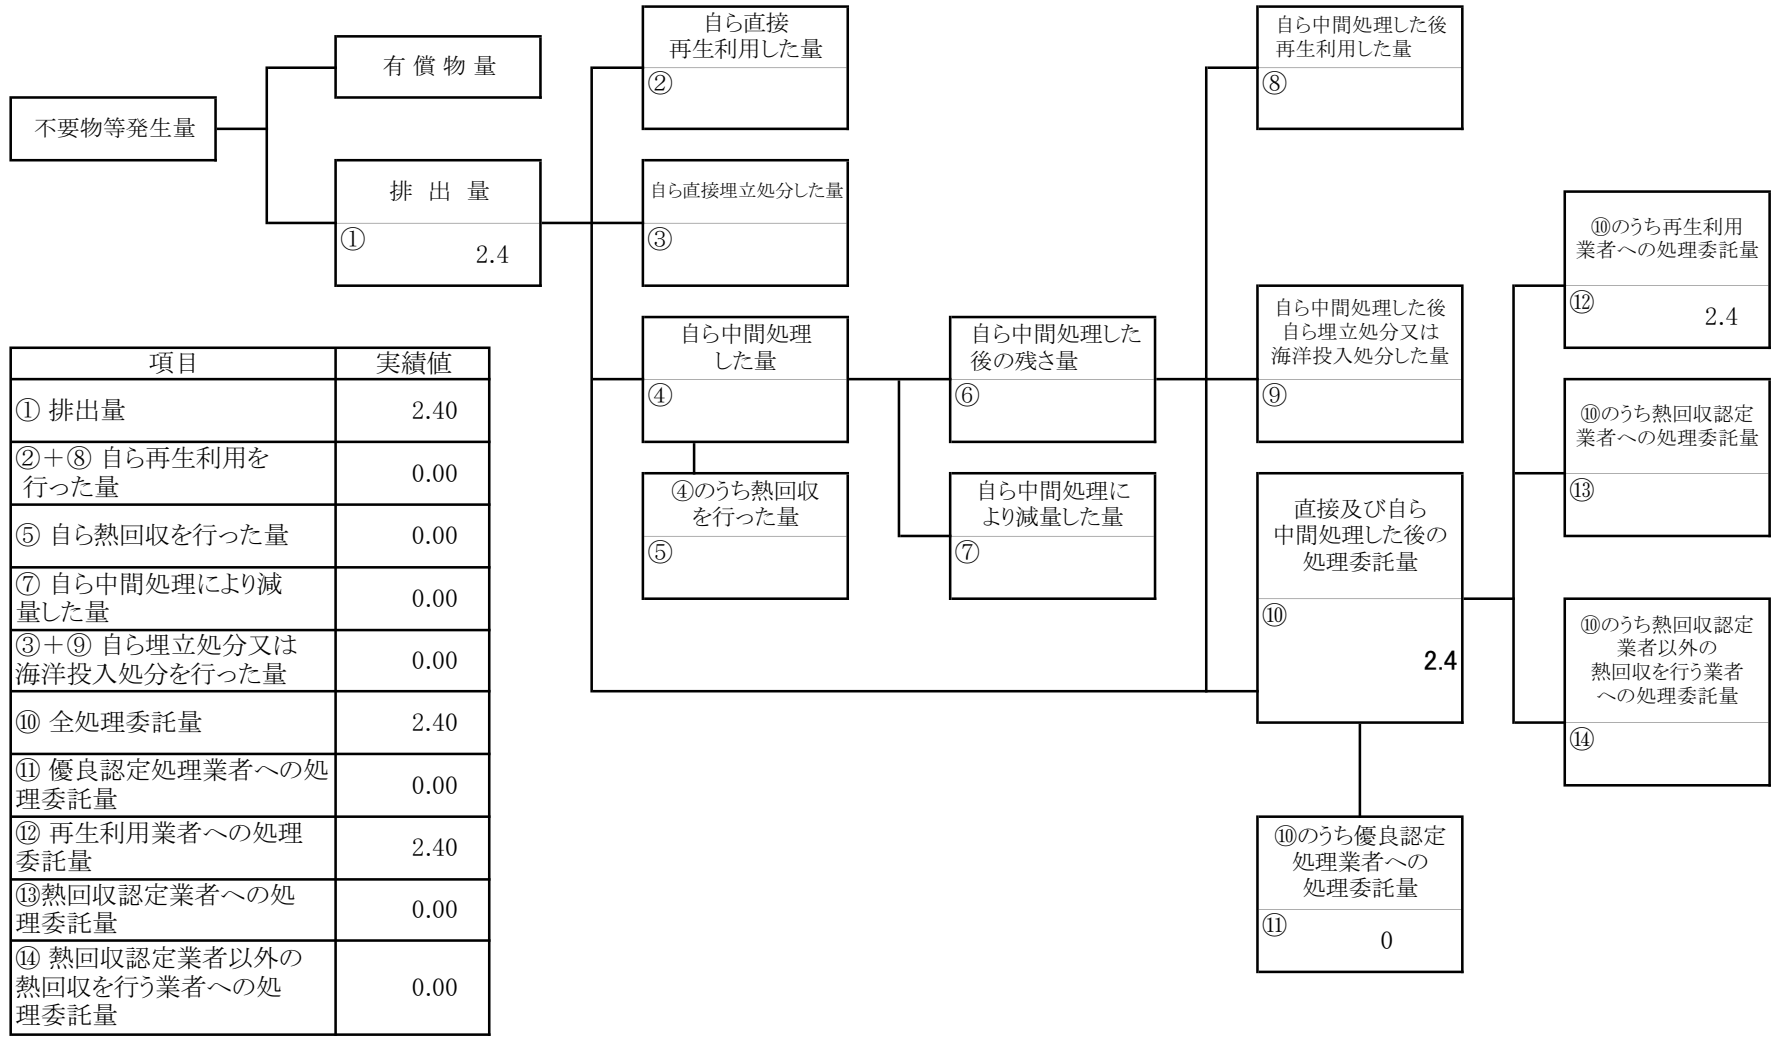 不要物等発生量
有 償 物 量
排 出 量
①
2.4
自ら直接
再生利用した量
②
自ら直接埋立処分した量
③
自ら中間処理
した量
④
④のうち熱回収
を行った量
⑤
自ら中間処理した
後の残さ量
⑥
自ら中間処理に
より減量した量
⑦
自ら中間処理した後
再生利用した量
⑧
自ら中間処理した後
自ら埋立処分又は
海洋投入処分した量
⑨
直接及び自ら
中間処理した後の
処理委託量
⑩
2.4
⑩のうち優良認定
処理業者への
処理委託量
⑪
0
⑩のうち再生利用
業者への処理委託量
⑫
2.4
⑩のうち熱回収認定
業者への処理委託量
⑬
⑩のうち熱回収認定
業者以外の
熱回収を行う業者
への処理委託量
⑭
項目 実績値
① 排出量 2.40
②＋⑧ 自ら再生利用を
行った量 0.00
⑤ 自ら熱回収を行った量 0.00
⑦ 自ら中間処理により減
量した量 0.00
③＋⑨ 自ら埋立処分又は
海洋投入処分を行った量 0.00
⑩ 全処理委託量 2.40
⑪ 優良認定処理業者への処
理委託量 0.00
⑫ 再生利用業者への処理
委託量 2.40
⑬熱回収認定業者への処
理委託量 0.00
⑭ 熱回収認定業者以外の
熱回収を行う業者への処
理委託量 0.00